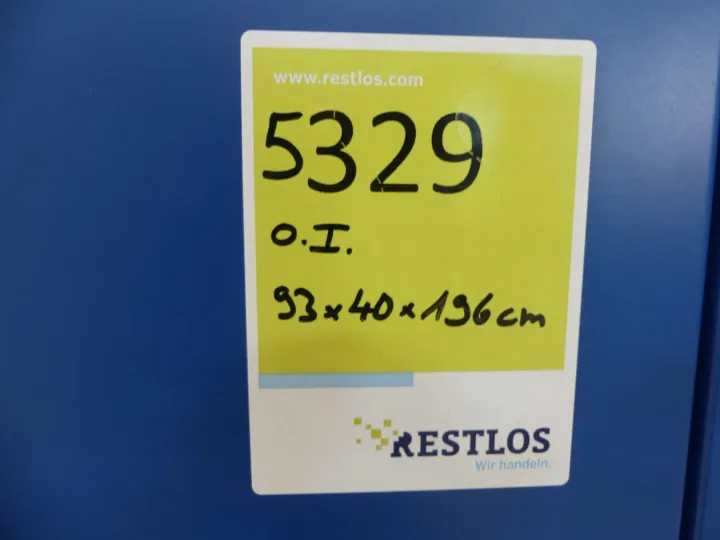 www.restlos.com
5329
O.I.
93x40x196cm
RESTLOS
Wir handeln.